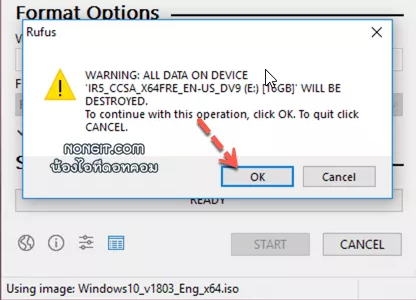 Format Options
Rufus
WARNING: ALL DATA ON DEVICE
'IR5_CCSA_X64FRE_EN-US_DV9 (E:) [16GB]' WILL BE
DESTROYED.
To continue with this operation, click OK. To quit click
CANCEL.
NONGIT.COM
น้องไอทีดอทคอม
OK
Cancel
READY
START
CANCEL
Using image: Windows10_v1803_Eng_x64.iso